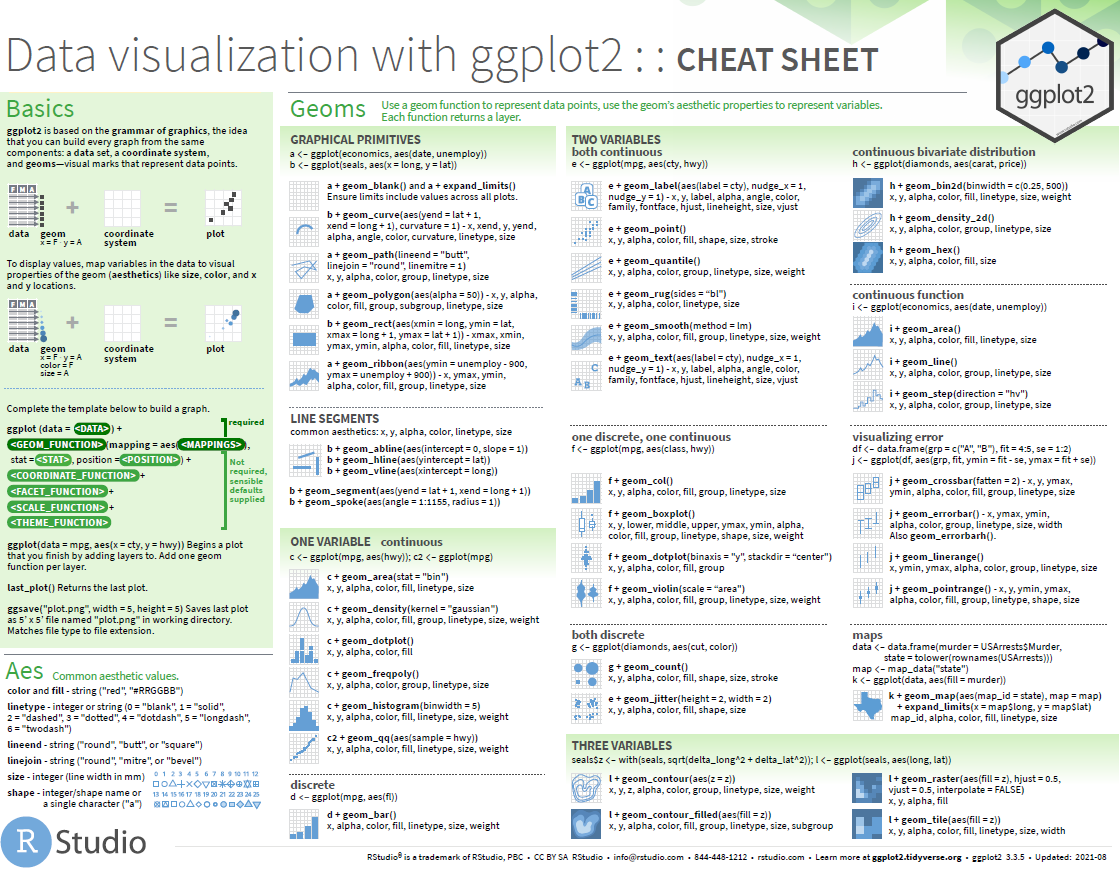 Data visualization with ggplot2 : : CHEAT SHEET
ggplot2
Basics
ggplot2 is based on the grammar of graphics, the idea
that you can build every graph from the same
components: a data set, a coordinate system,
and geoms—visual marks that represent data points.
F M A
+ =
data geom coordinate plot
x = F · y = A system
To display values, map variables in the data to visual
properties of the geom (aesthetics) like size, color, and x
and y locations.
F M A
+ =
data geom coordinate plot
x = F · y = A system
color = F
size = A
Complete the template below to build a graph.
required
ggplot (data = <DATA>) +
<GEOM_FUNCTION>(mapping = aes(<MAPPINGS>),
stat = <STAT>, position = <POSITION>) +
<COORDINATE_FUNCTION> +
<FACET_FUNCTION> +
<SCALE_FUNCTION> +
<THEME_FUNCTION>
Not
required,
sensible
defaults
supplied
ggplot(data = mpg, aes(x = cty, y = hwy)) Begins a plot
that you finish by adding layers to. Add one geom
function per layer.
last_plot() Returns the last plot.
ggsave("plot.png", width = 5, height = 5) Saves last plot
as 5' x 5' file named "plot.png" in working directory.
Matches file type to file extension.
Aes Common aesthetic values.
color and fill - string ("red", "#RRGGBB")
linetype - integer or string (0 = "blank", 1 = "solid",
2 = "dashed", 3 = "dotted", 4 = "dotdash", 5 = "longdash",
6 = "twodash")
lineend - string ("round", "butt", or "square")
linejoin - string ("round", "mitre", or "bevel")
size - integer (line width in mm)
shape - integer/shape name or
a single character ("a")
0 1 2 3 4 5 6 7 8 9 10 11 12
13 14 15 16 17 18 19 20 21 22 23 24 25
R Studio
Geoms
Use a geom function to represent data points, use the geom's aesthetic properties to represent variables.
Each function returns a layer.
GRAPHICAL PRIMITIVES
a <- ggplot(economics, aes(date, unemploy))
b <- ggplot(seals, aes(x = long, y = lat))
a + geom_blank() and a + expand_limits()
Ensure limits include values across all plots.
b + geom_curve(aes(yend = lat + 1,
xend = long + 1), curvature = 1) - x, xend, y, yend,
alpha, angle, color, curvature, linetype, size
a + geom_path(lineend = "butt",
linejoin = "round", linemitre = 1)
x, y, alpha, color, group, linetype, size
a + geom_polygon(aes(alpha = 50)) - x, y, alpha,
color, fill, group, subgroup, linetype, size
b + geom_rect(aes(xmin = long, ymin = lat,
xmax = long + 1, ymax = lat + 1)) - xmax, xmin,
ymax, ymin, alpha, color, fill, linetype, size
a + geom_ribbon(aes(ymin = unemploy - 900,
ymax = unemploy + 900)) - x, ymax, ymin,
alpha, color, fill, group, linetype, size
LINE SEGMENTS
common aesthetics: x, y, alpha, color, linetype, size
b + geom_abline(aes(intercept = 0, slope = 1))
b + geom_hline(aes(yintercept = lat))
b + geom_vline(aes(xintercept = long))
b + geom_segment(aes(yend = lat + 1, xend = long + 1))
b + geom_spoke(aes(angle = 1:1155, radius = 1))
ONE VARIABLE continuous
c <- ggplot(mpg, aes(hwy)); c2 <- ggplot(mpg)
c + geom_area(stat = "bin")
x, y, alpha, color, fill, linetype, size
c + geom_density(kernel = "gaussian")
x, y, alpha, color, fill, group, linetype, size, weight
c + geom_dotplot()
x, y, alpha, color, fill
c + geom_freqpoly()
x, y, alpha, color, group, linetype, size
c + geom_histogram(binwidth = 5)
x, y, alpha, color, fill, linetype, size, weight
c2 + geom_qq(aes(sample = hwy))
x, y, alpha, color, fill, linetype, size, weight
discrete
d <- ggplot(mpg, aes(fl))
d + geom_bar()
x, alpha, color, fill, linetype, size, weight
TWO VARIABLES
both continuous
e <- ggplot(mpg, aes(cty, hwy))
A B C
e + geom_label(aes(label = cty), nudge_x = 1,
nudge_y = 1) - x, y, label, alpha, angle, color,
family, fontface, hjust, lineheight, size, vjust
e + geom_point()
x, y, alpha, color, fill, shape, size, stroke
e + geom_quantile()
x, y, alpha, color, group, linetype, size, weight
e + geom_rug(sides = "bl")
x, y, alpha, color, linetype, size
e + geom_smooth(method = lm)
x, y, alpha, color, fill, group, linetype, size, weight
A B C
e + geom_text(aes(label = cty), nudge_x = 1,
nudge_y = 1) - x, y, label, alpha, angle, color,
family, fontface, hjust, lineheight, size, vjust
one discrete, one continuous
f <- ggplot(mpg, aes(class, hwy))
f + geom_col()
x, y, alpha, color, fill, group, linetype, size
f + geom_boxplot()
x, y, lower, middle, upper, ymax, ymin, alpha,
color, fill, group, linetype, shape, size, weight
f + geom_dotplot(binaxis = "y", stackdir = "center")
x, y, alpha, color, fill, group
f + geom_violin(scale = "area")
x, y, alpha, color, fill, group, linetype, size, weight
both discrete
g <- ggplot(diamonds, aes(cut, color))
g + geom_count()
x, y, alpha, color, fill, shape, size, stroke
e + geom_jitter(height = 2, width = 2)
x, y, alpha, color, fill, shape, size
continuous bivariate distribution
h <- ggplot(diamonds, aes(carat, price))
h + geom_bin2d(binwidth = c(0.25, 500))
x, y, alpha, color, fill, linetype, size, weight
h + geom_density_2d()
x, y, alpha, color, group, linetype, size
h + geom_hex()
x, y, alpha, color, fill, size
continuous function
i <- ggplot(economics, aes(date, unemploy))
i + geom_area()
x, y, alpha, color, fill, linetype, size
i + geom_line()
x, y, alpha, color, group, linetype, size
i + geom_step(direction = "hv")
x, y, alpha, color, group, linetype, size
visualizing error
df <- data.frame(grp = c("A", "B"), fit = 4:5, se = 1:2)
j <- ggplot(df, aes(grp, fit, ymin = fit - se, ymax = fit + se))
j + geom_crossbar(fatten = 2) - x, y, ymax,
ymin, alpha, color, fill, group, linetype, size
j + geom_errorbar() - x, ymax, ymin,
alpha, color, group, linetype, size, width
Also geom_errorbarh().
j + geom_linerange()
x, ymin, ymax, alpha, color, group, linetype, size
j + geom_pointrange() - x, y, ymin, ymax,
alpha, color, fill, group, linetype, shape, size
maps
data <- data.frame(murder = USArrests$Murder,
state = tolower(rownames(USArrests)))
map <- map_data("state")
k <- ggplot(data, aes(fill = murder))
k + geom_map(aes(map_id = state), map = map)
+ expand_limits(x = map$long, y = map$lat)
map_id, alpha, color, fill, linetype, size
THREE VARIABLES
seals$z <- with(seals, sqrt(delta_long^2 + delta_lat^2)); l <- ggplot(seals, aes(long, lat))
l + geom_contour(aes(z = z))
x, y, z, alpha, color, group, linetype, size, weight
l + geom_contour_filled(aes(fill = z))
x, y, alpha, color, fill, group, linetype, size, subgroup
l + geom_raster(aes(fill = z), hjust = 0.5,
vjust = 0.5, interpolate = FALSE)
x, y, alpha, fill
l + geom_tile(aes(fill = z))
x, y, alpha, color, fill, linetype, size, width
RStudio® is a trademark of RStudio, PBC • CC BY SA RStudio • info@rstudio.com • 844-448-1212 • rstudio.com • Learn more at ggplot2.tidyverse.org • ggplot2 3.3.5 • Updated: 2021-08